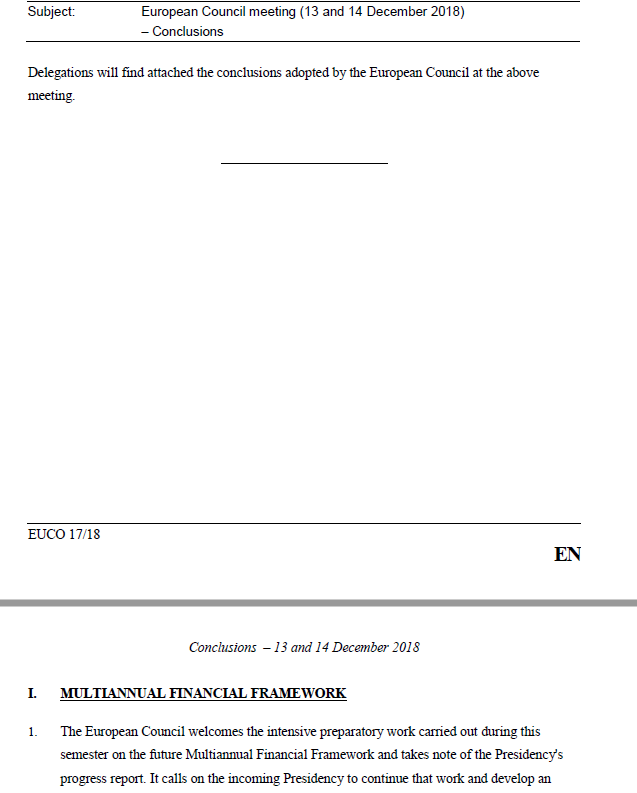 Subject: European Council meeting (13 and 14 December 2018)
– Conclusions
Delegations will find attached the conclusions adopted by the European Council at the above
meeting.
EUCO 17/18
EN
Conclusions – 13 and 14 December 2018
I. MULTIANNUAL FINANCIAL FRAMEWORK
1. The European Council welcomes the intensive preparatory work carried out during this
semester on the future Multiannual Financial Framework and takes note of the Presidency's
progress report. It calls on the incoming Presidency to continue that work and develop an